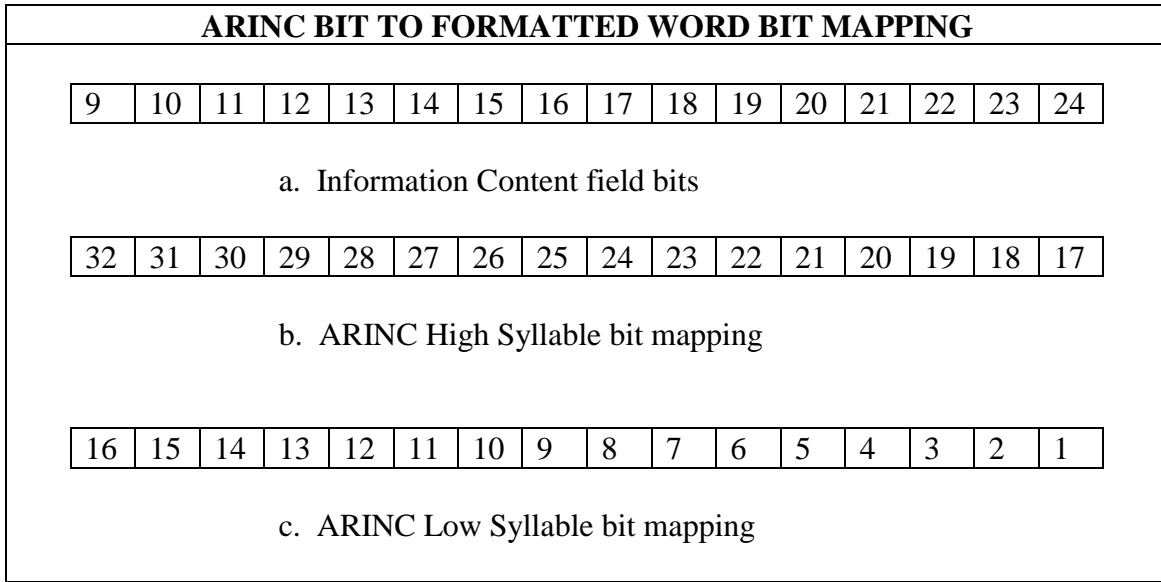 ARINC BIT TO FORMATTED WORD BIT MAPPING
9 10 11 12 13 14 15 16 17 18 19 20 21 22 23 24
a. Information Content field bits
32 31 30 29 28 27 26 25 24 23 22 21 20 19 18 17
b. ARINC High Syllable bit mapping
16 15 14 13 12 11 10 9 8 7 6 5 4 3 2 1
c. ARINC Low Syllable bit mapping